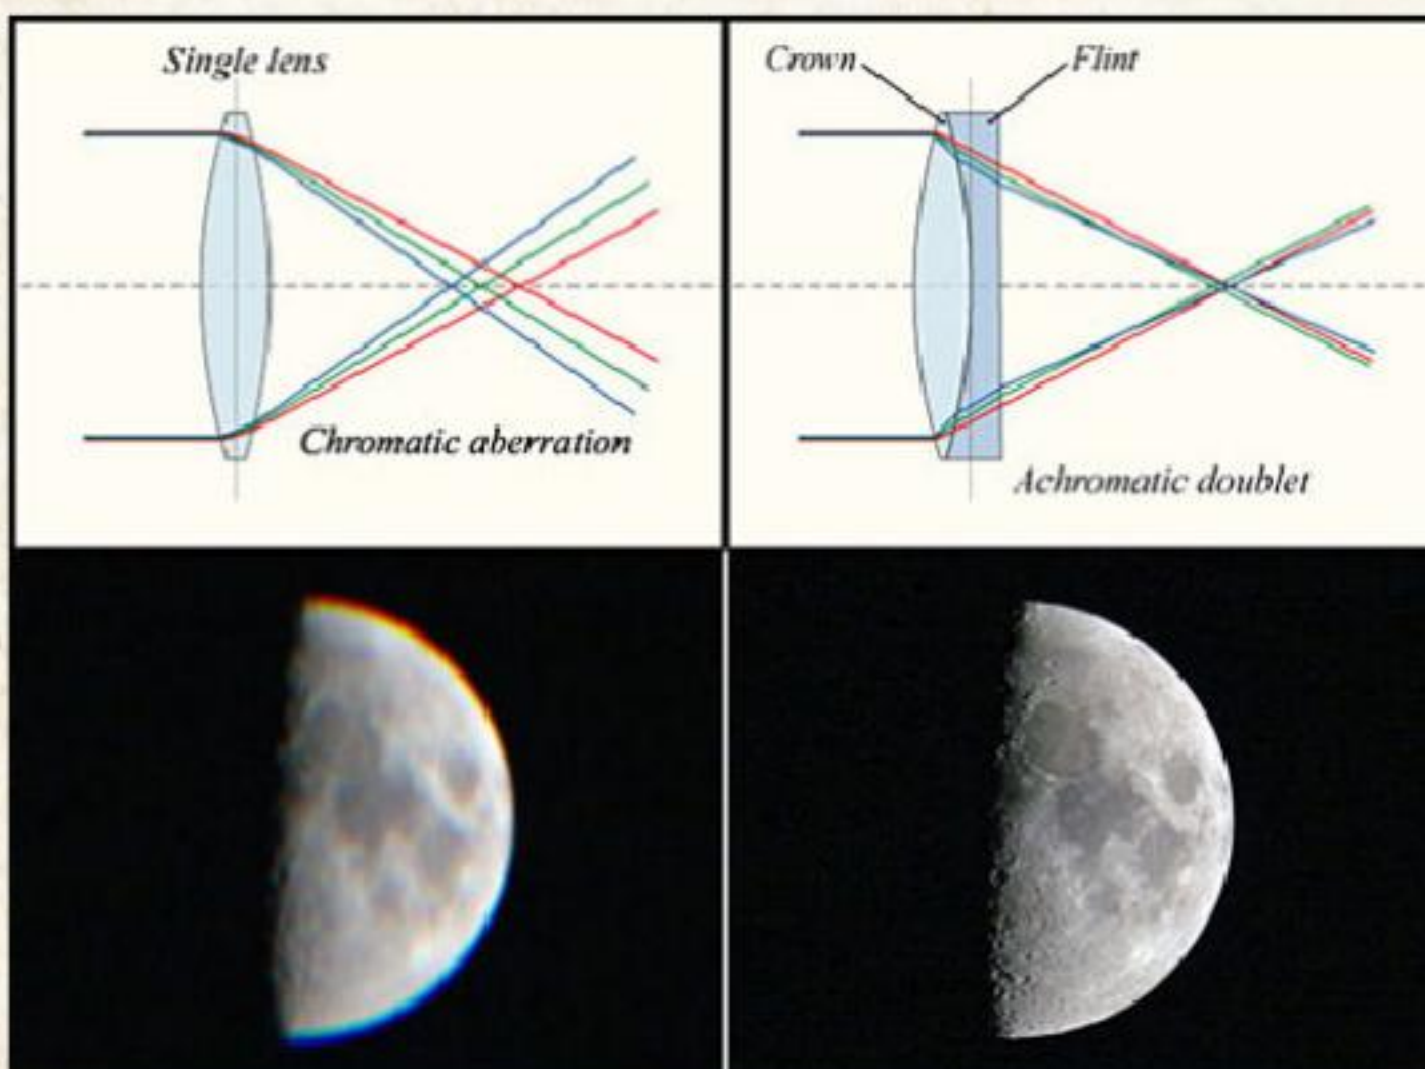 Single lens
Chromatic aberration
Crown
Flint
Achromatic doublet